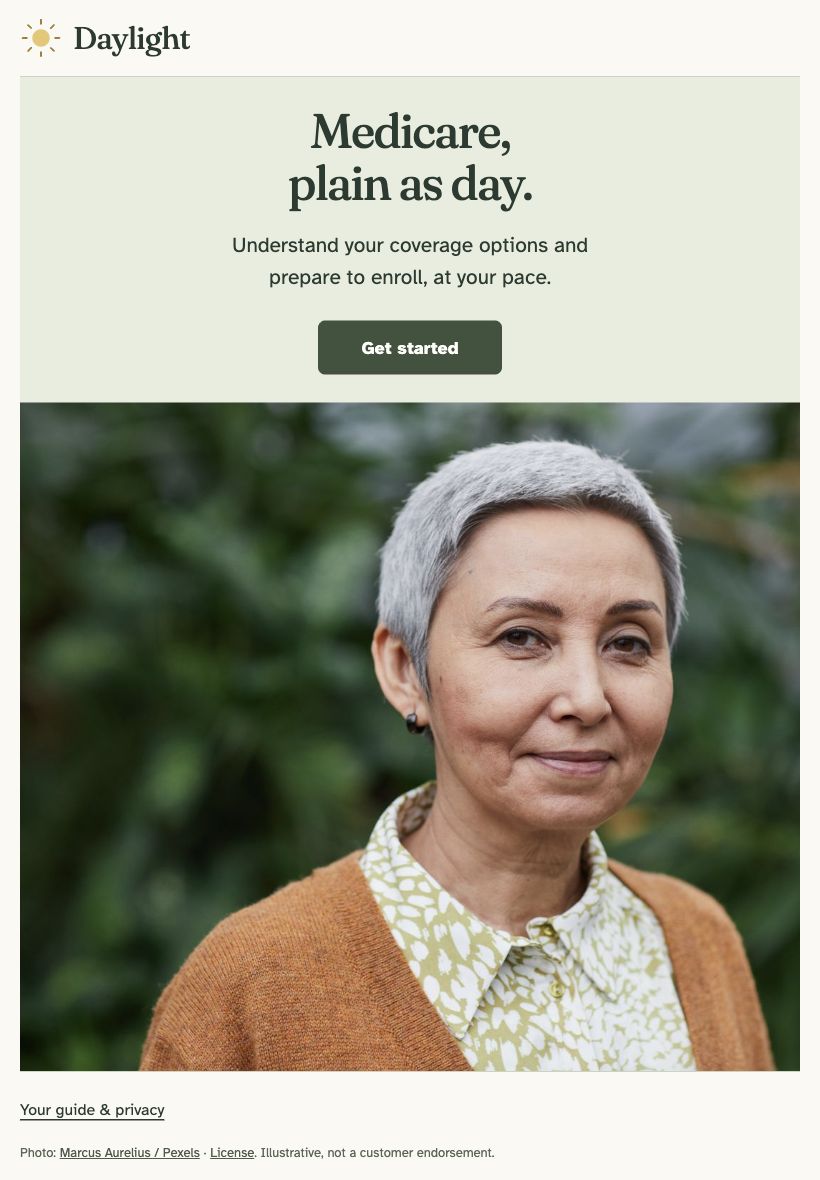 Daylight
Medicare,
plain as day.
Understand your coverage options and
prepare to enroll, at your pace.
Get started
Your guide & privacy
Photo: Marcus Aurelius / Pexels · License. Illustrative, not a customer endorsement.